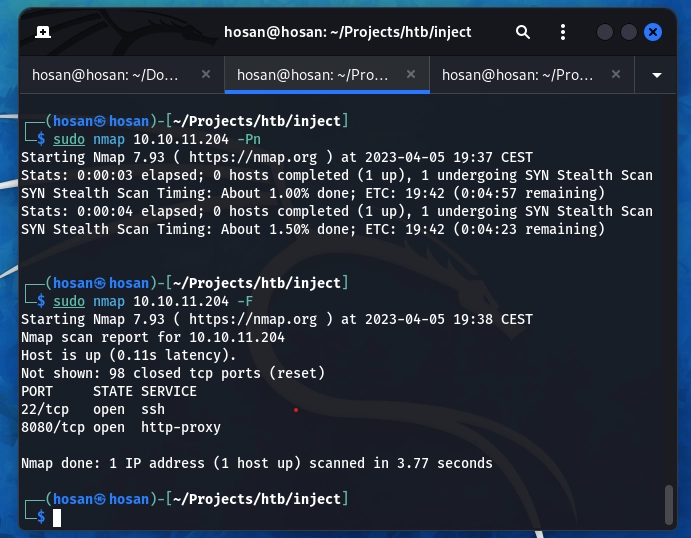 hosan@hosan: ~/Projects/htb/inject
hosan@hosan: ~/Do...
hosan@hosan: ~/Pro...
hosan@hosan: ~/Pro...
┌──(hosan㉿hosan)-[~/Projects/htb/inject]
└─$ sudo nmap 10.10.11.204 -Pn
Starting Nmap 7.93 ( https://nmap.org ) at 2023-04-05 19:37 CEST
Stats: 0:00:03 elapsed; 0 hosts completed (1 up), 1 undergoing SYN Stealth Scan
SYN Stealth Scan Timing: About 1.00% done; ETC: 19:42 (0:04:57 remaining)
Stats: 0:00:04 elapsed; 0 hosts completed (1 up), 1 undergoing SYN Stealth Scan
SYN Stealth Scan Timing: About 1.50% done; ETC: 19:42 (0:04:23 remaining)
┌──(hosan㉿hosan)-[~/Projects/htb/inject]
└─$ sudo nmap 10.10.11.204 -F
Starting Nmap 7.93 ( https://nmap.org ) at 2023-04-05 19:38 CEST
Nmap scan report for 10.10.11.204
Host is up (0.11s latency).
Not shown: 98 closed tcp ports (reset)
PORT     STATE SERVICE
22/tcp   open  ssh
8080/tcp open  http-proxy
Nmap done: 1 IP address (1 host up) scanned in 3.77 seconds
┌──(hosan㉿hosan)-[~/Projects/htb/inject]
└─$